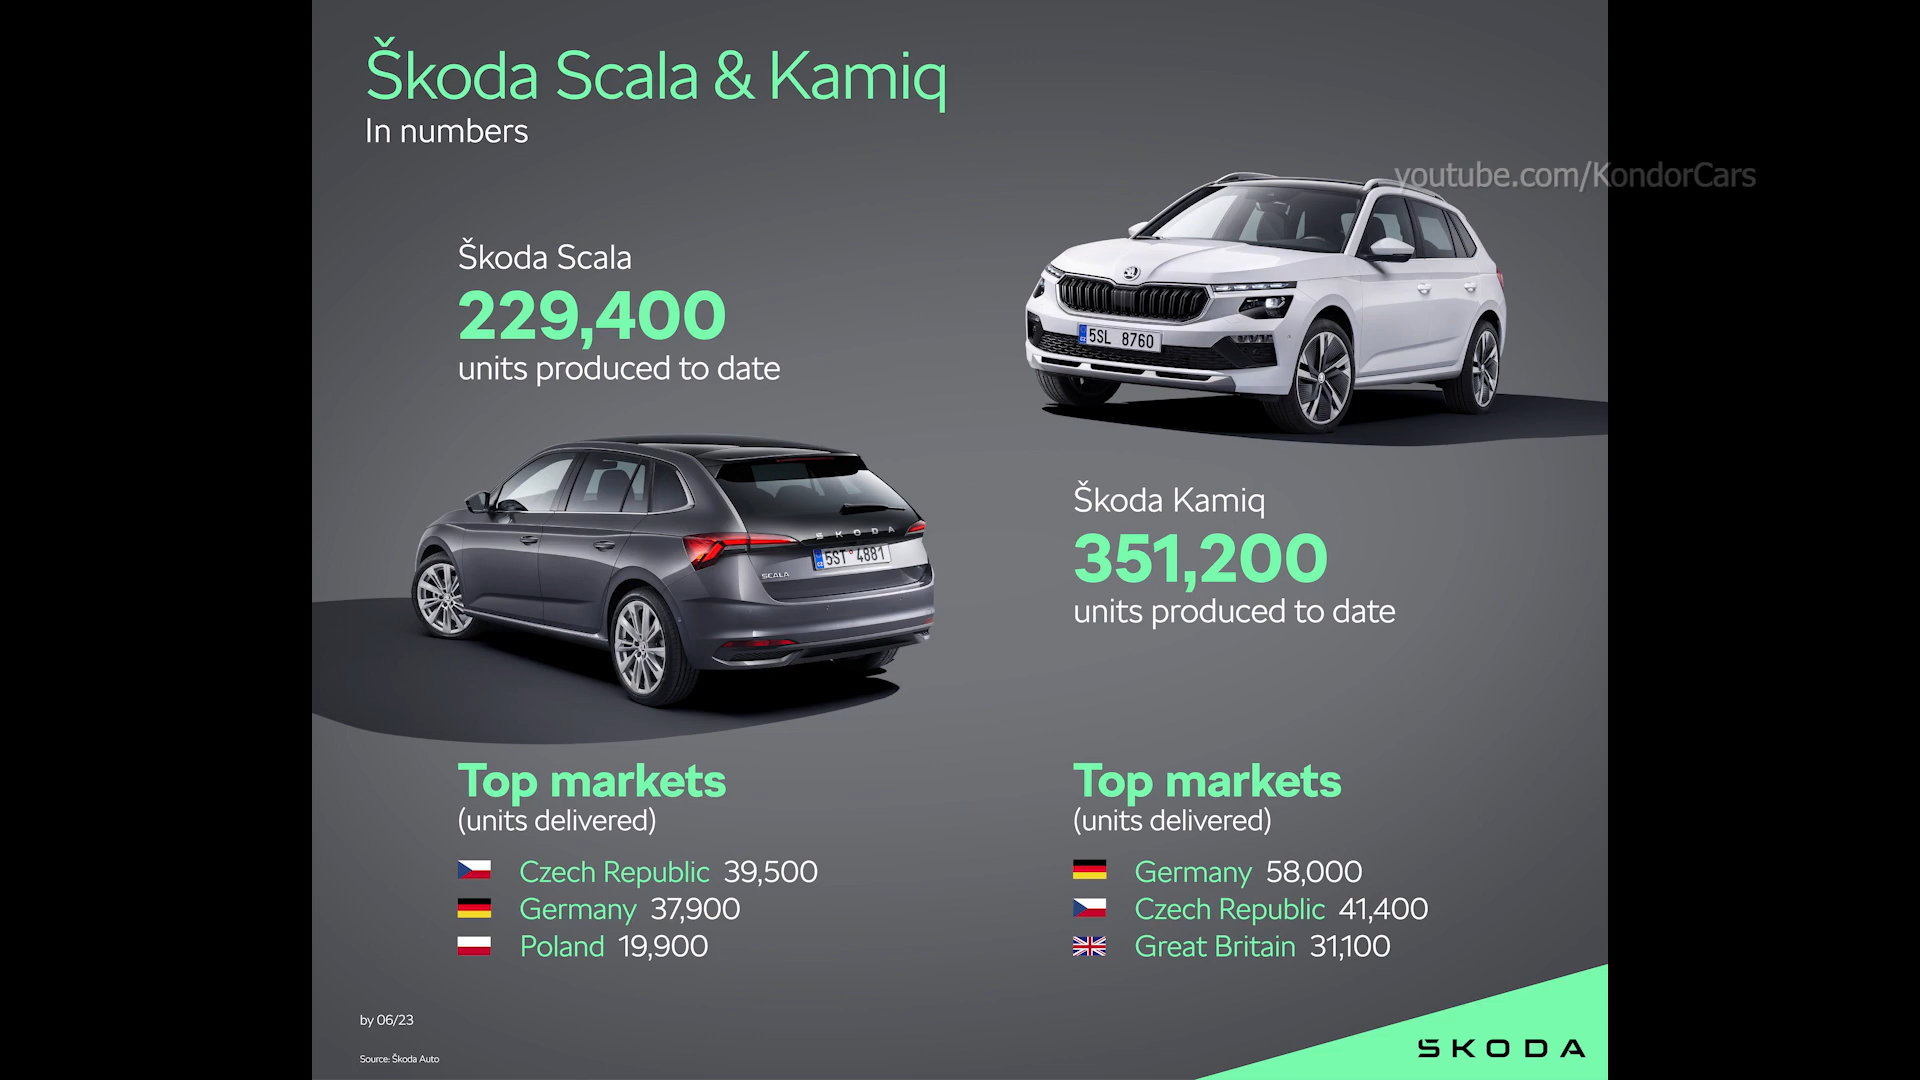 Škoda Scala & Kamiq
In numbers
youtube.com/KondorCars
Škoda Scala
229,400
units produced to date
5SL 8760
Škoda Kamiq
351,200
units produced to date
SKODA
SCALA
CZ
5ST 4881
Top markets
(units delivered)
Czech Republic 39,500
Germany 37,900
Poland 19,900
Top markets
(units delivered)
Germany 58,000
Czech Republic 41,400
Great Britain 31,100
by 06/23
Source: Škoda Auto
ŠKODA